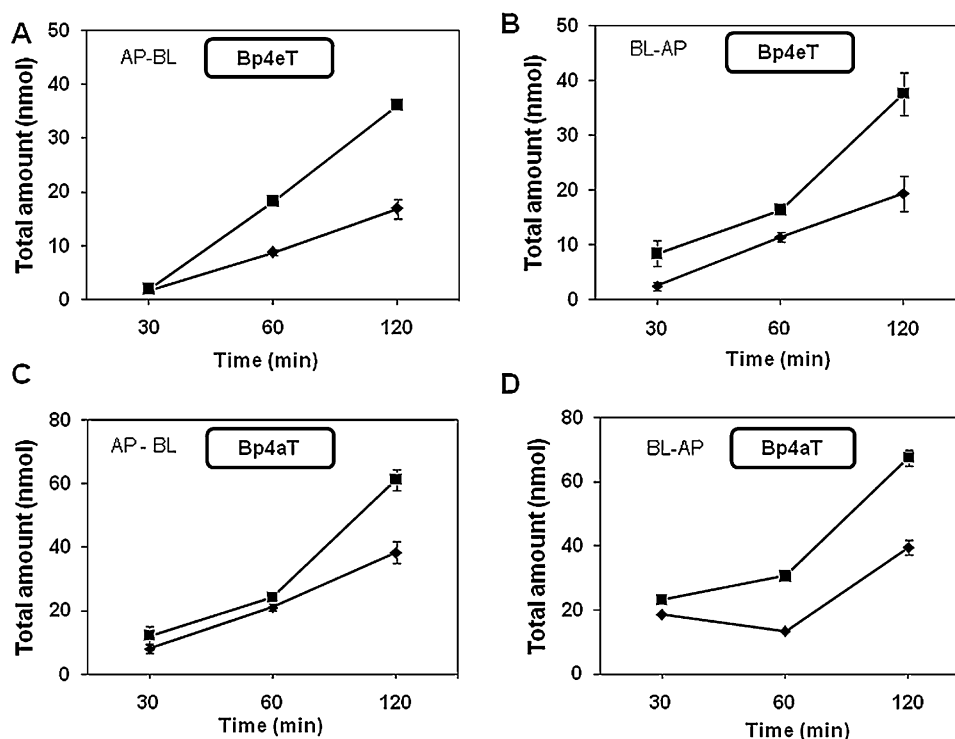 A
AP-BL Bp4eT
Total amount (nmol)
50
40
30
20
10
0
30 60 120
Time (min)
B
BL-AP Bp4eT
Total amount (nmol)
50
40
30
20
10
0
30 60 120
Time (min)
C
AP - BL Bp4aT
Total amount (nmol)
80
60
40
20
0
30 60 120
Time (min)
D
BL-AP Bp4aT
Total amount (nmol)
80
60
40
20
0
30 60 120
Time (min)